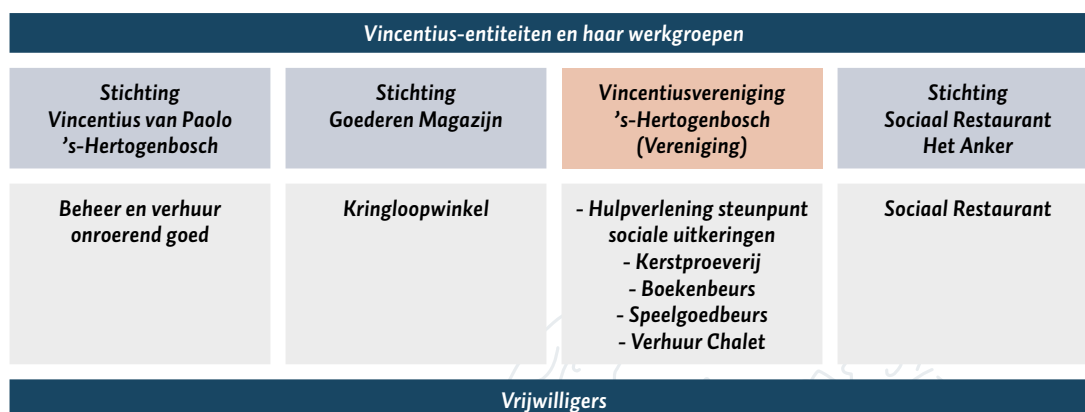 Vincentius-entiteiten en haar werkgroepen
Stichting
Vincentius van Paolo
's-Hertogenbosch
Stichting
Goederen Magazijn
Vincentiusvereniging
's-Hertogenbosch
(Vereniging)
Stichting
Sociaal Restaurant
Het Anker
Beheer en verhuur
onroerend goed
Kringloopwinkel
- Hulpverlening steunpunt
sociale uitkeringen
- Kerstproeverij
- Boekenbeurs
- Speelgoedbeurs
- Verhuur Chalet
Sociaal Restaurant
Vrijwilligers